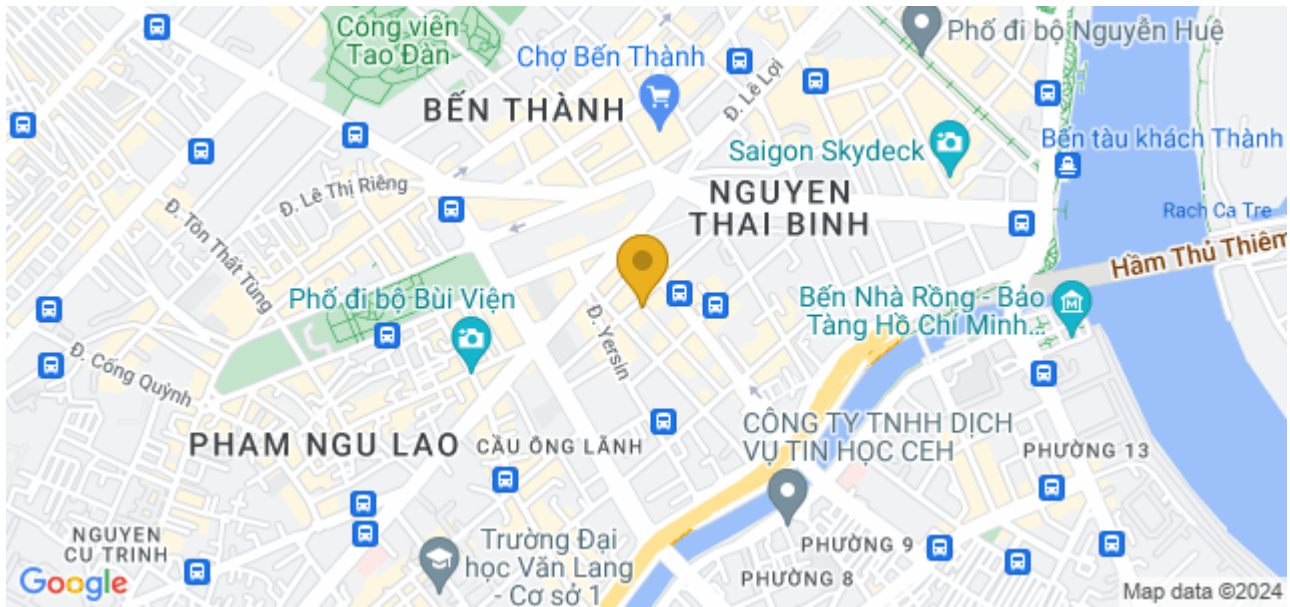 Công viên
Tao Đàn
Phố đi bộ Nguyễn Huệ
Chợ Bến Thành
Đ. Lê Lợi
BẾN THÀNH
Saigon Skydeck
Bến tàu khách Thành
Đ. Lê Thị Riêng
NGUYEN
THAI BINH
Rach Ca Tre
Đ. Tôn Thất Tùng
Hầm Thủ Thiêm
Phố đi bộ Bùi Viện
Bến Nhà Rồng - Bảo
Tàng Hồ Chí Minh...
Đ. Yersin
Đ. Cống Quỳnh
PHAM NGU LAO
CẦU ÔNG LÃNH
CÔNG TY TNHH DỊCH
VỤ TIN HỌC CEH
PHƯỜNG 13
NGUYEN
CU TRINH
Trường Đại
học Văn Lang
- Cơ sở 1
PHƯỜNG 9
PHƯỜNG 8
Google
Map data ©2024